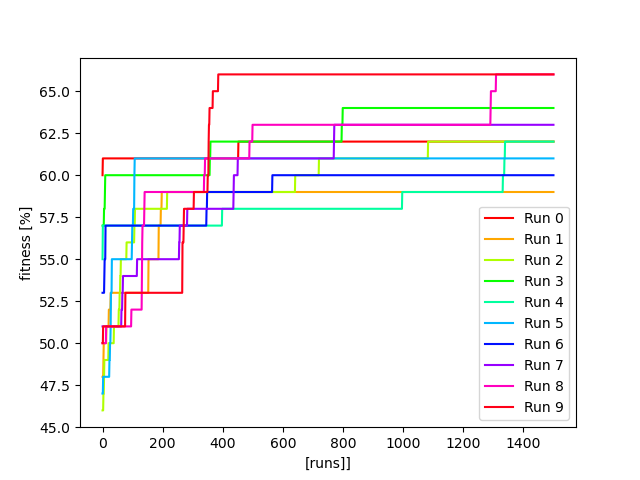 65.0
62.5
60.0
57.5
55.0
52.5
50.0
47.5
45.0
fitness [%]
0 200 400 600 800 1000 1200 1400
[runs]]
Run 0
Run 1
Run 2
Run 3
Run 4
Run 5
Run 6
Run 7
Run 8
Run 9